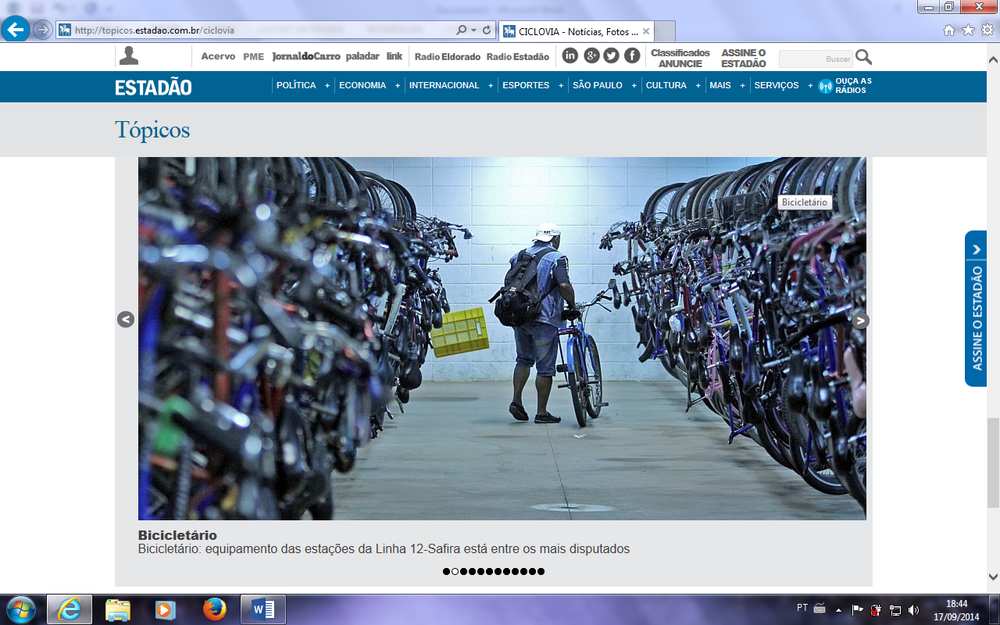 http://topicos.estadao.com.br/ciclovia
CICLOVIA - Notícias, Fotos ...
Acervo PME JornaldoCarro paladar link Radio Eldorado Radio Estadão Classificados ANUNCIE ASSINE O ESTADÃO Buscar
ESTADÃO POLÍTICA + ECONOMIA + INTERNACIONAL + ESPORTES + SÃO PAULO + CULTURA + MAIS + SERVIÇOS + OUÇA AS RÁDIOS
Tópicos
Bicicletário
< >
ASSINE O ESTADÃO
Bicicletário
Bicicletário: equipamento das estações da Linha 12-Safira está entre os mais disputados
PT 18:44
17/09/2014